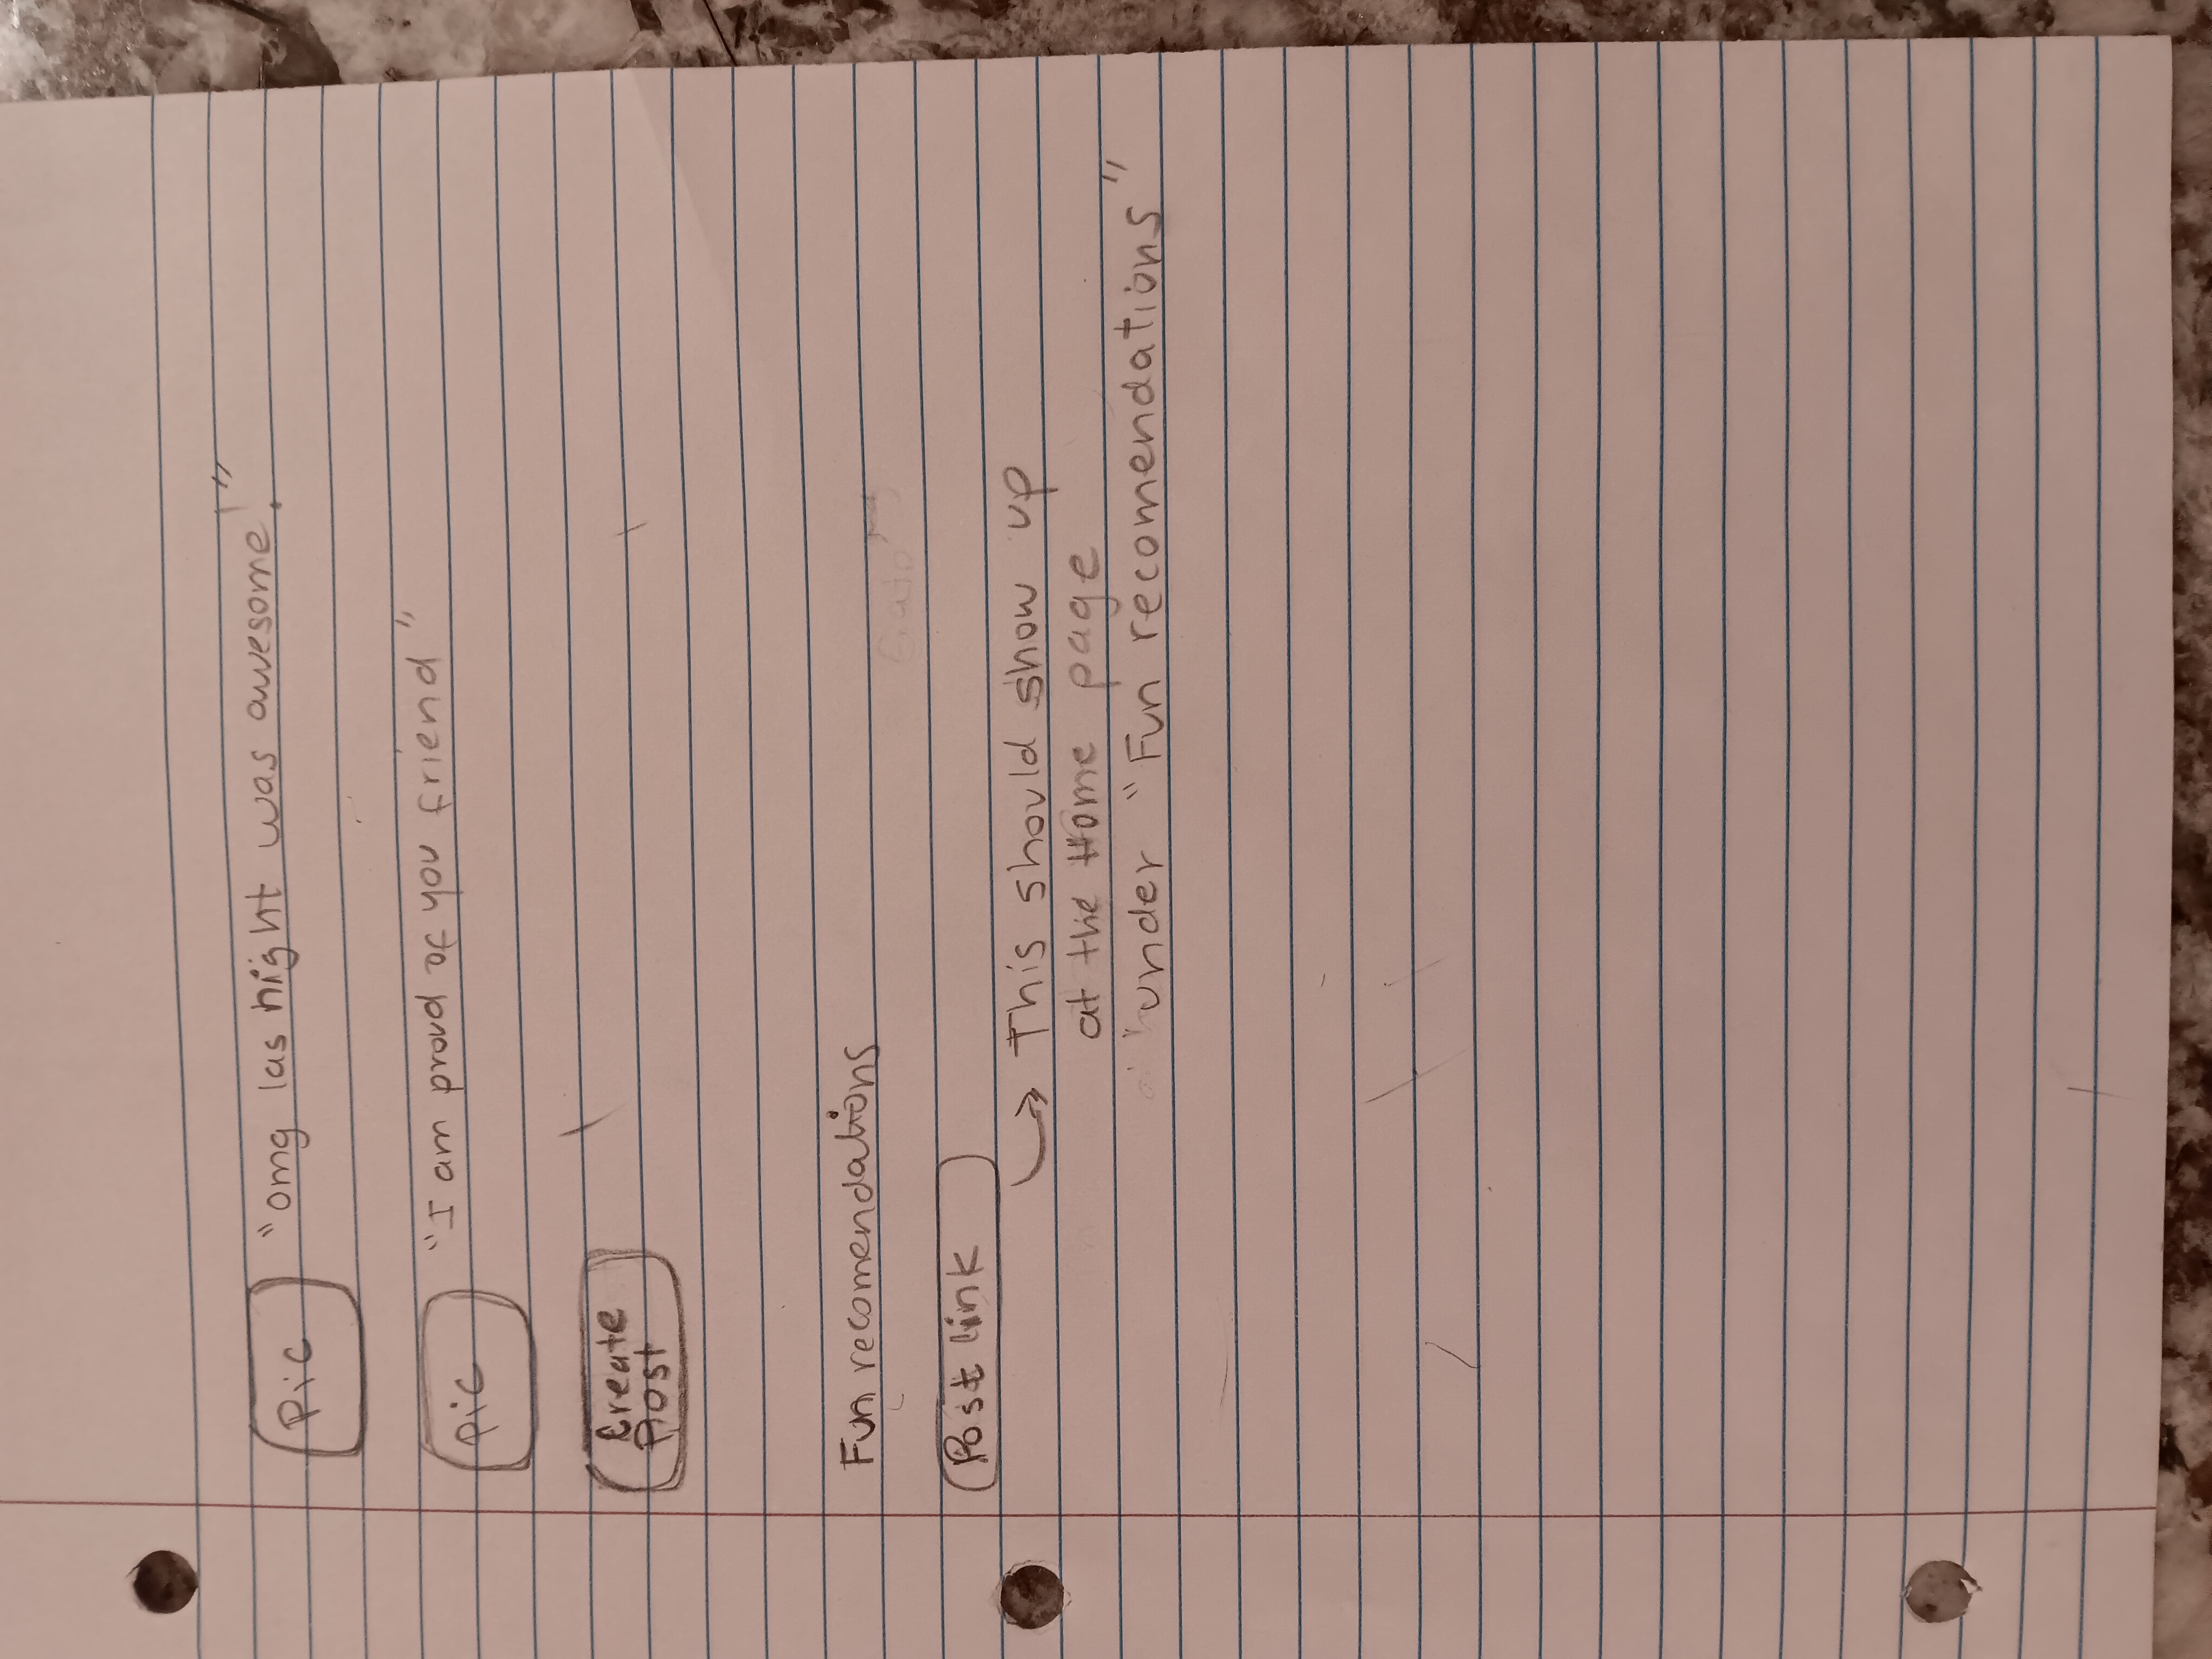 Pic "omg las night was awesome!"
Pic "I am proud of you friend"
Create
Post
Fun recomendations
Post link
This should show up
at the Home page
under "Fun recomendations"